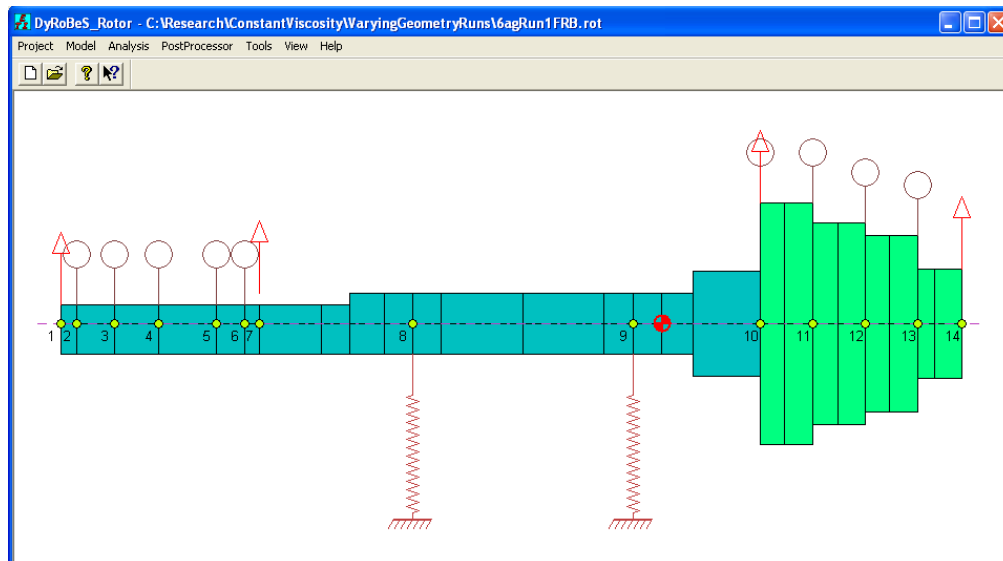 DyRoBeS_Rotor - C:\Research\ConstantViscosity\VaryingGeometryRuns\6agRun1FRB.rot
Project Model Analysis PostProcessor Tools View Help
1 2 3 4 5 6 7 8 9 10 11 12 13 14